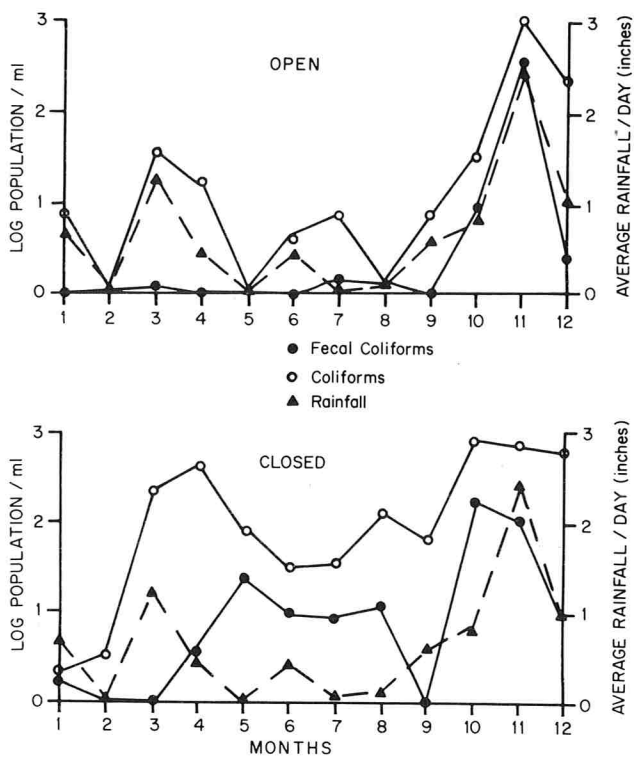 OPEN
LOG POPULATION / ml
3
2
1
0
AVERAGE RAINFALL / DAY (inches)
3
2
1
0
1 2 3 4 5 6 7 8 9 10 11 12
Fecal Coliforms
Coliforms
Rainfall
CLOSED
LOG POPULATION / ml
3
2
1
0
AVERAGE RAINFALL / DAY (inches)
3
2
1
0
1 2 3 4 5 6 7 8 9 10 11 12
MONTHS